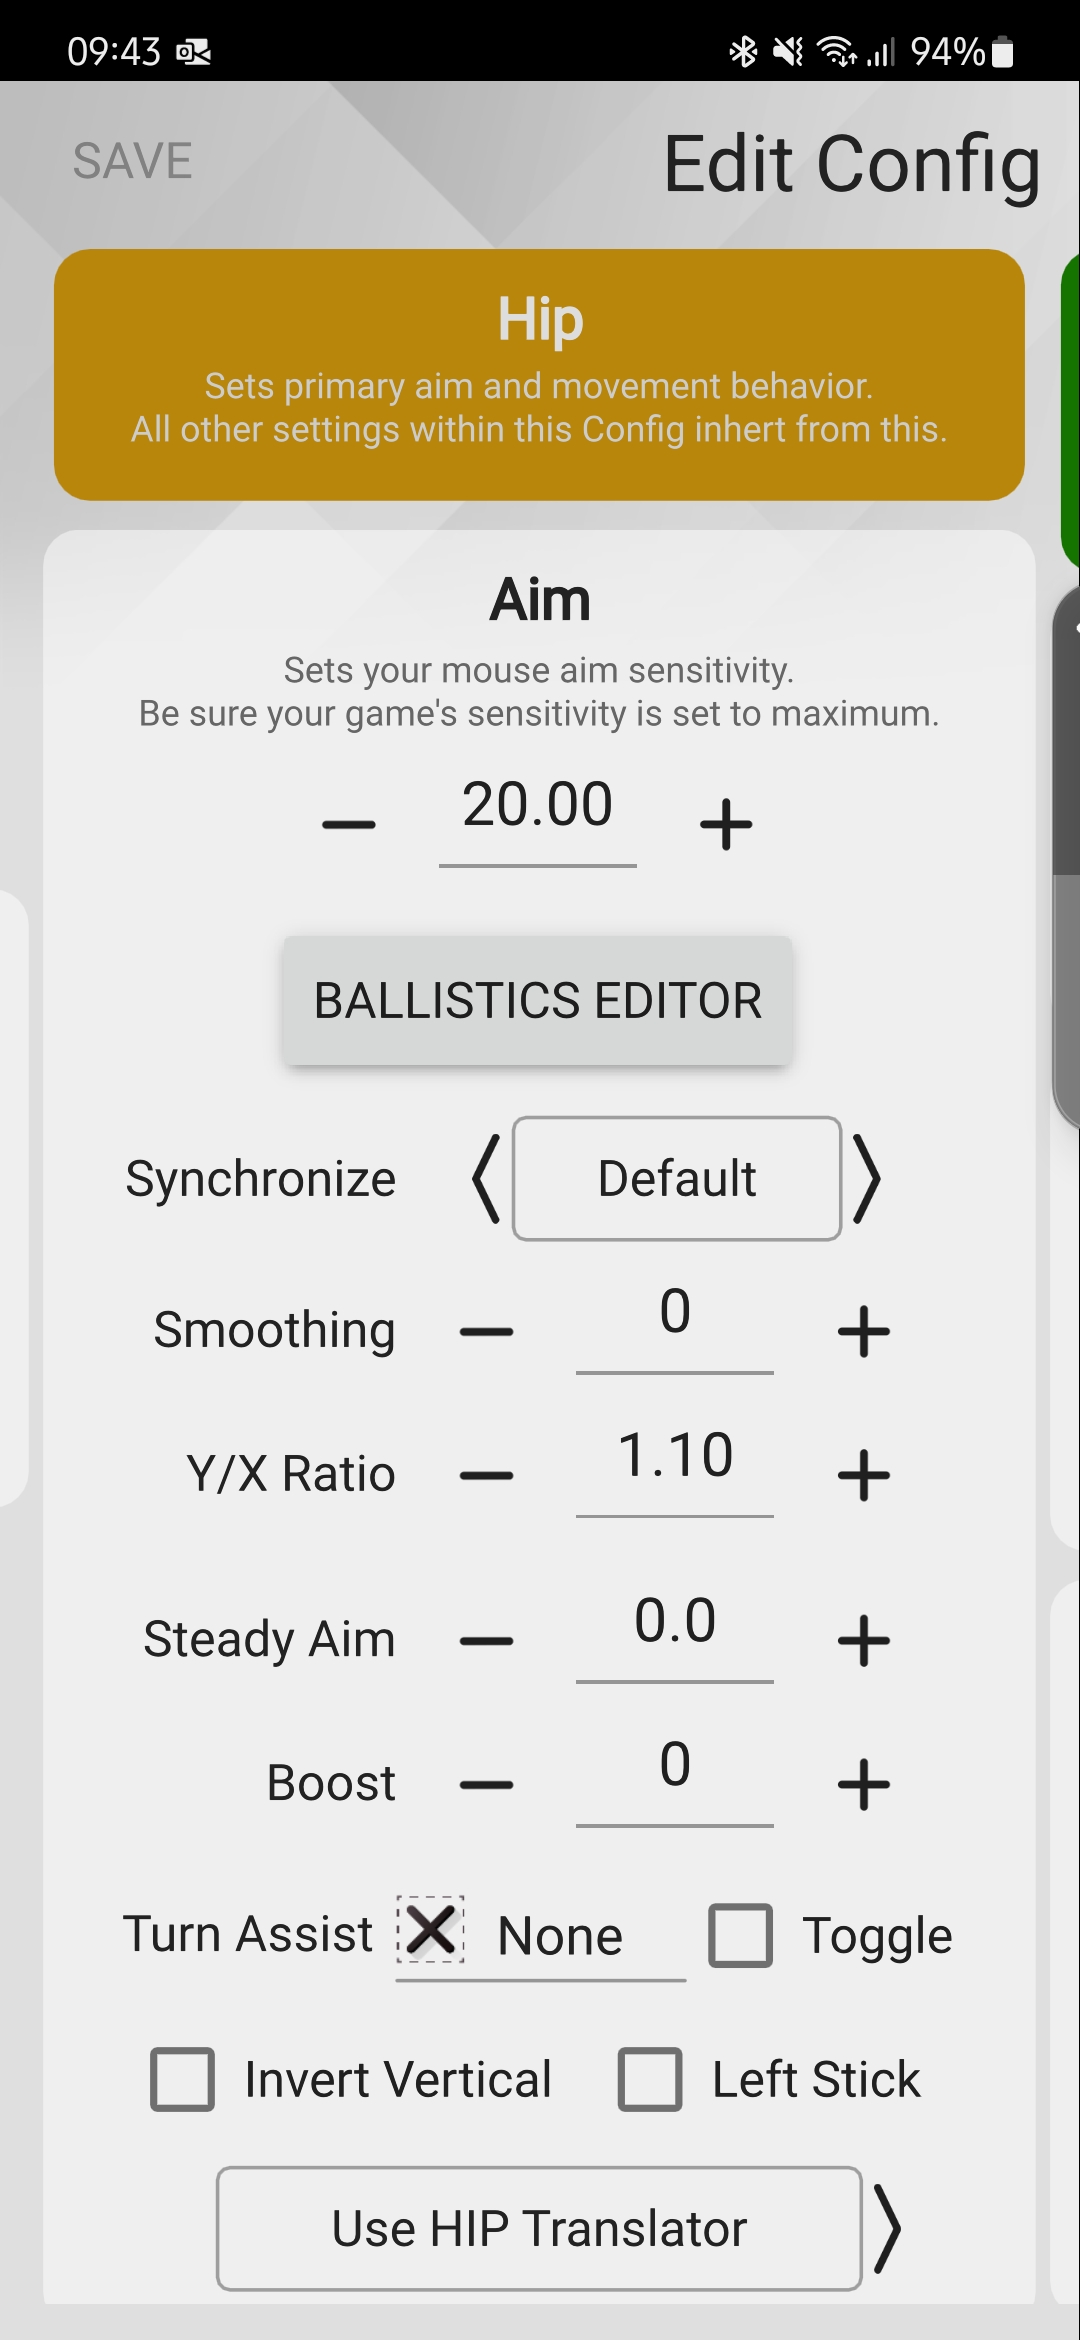 09:43 94%
SAVE
Edit Config
Hip
Sets primary aim and movement behavior.
All other settings within this Config inhert from this.
Aim
Sets your mouse aim sensitivity.
Be sure your game's sensitivity is set to maximum.
20.00
BALLISTICS EDITOR
Synchronize Default
Smoothing 0
Y/X Ratio 1.10
Steady Aim 0.0
Boost 0
Turn Assist None Toggle
Invert Vertical Left Stick
Use HIP Translator